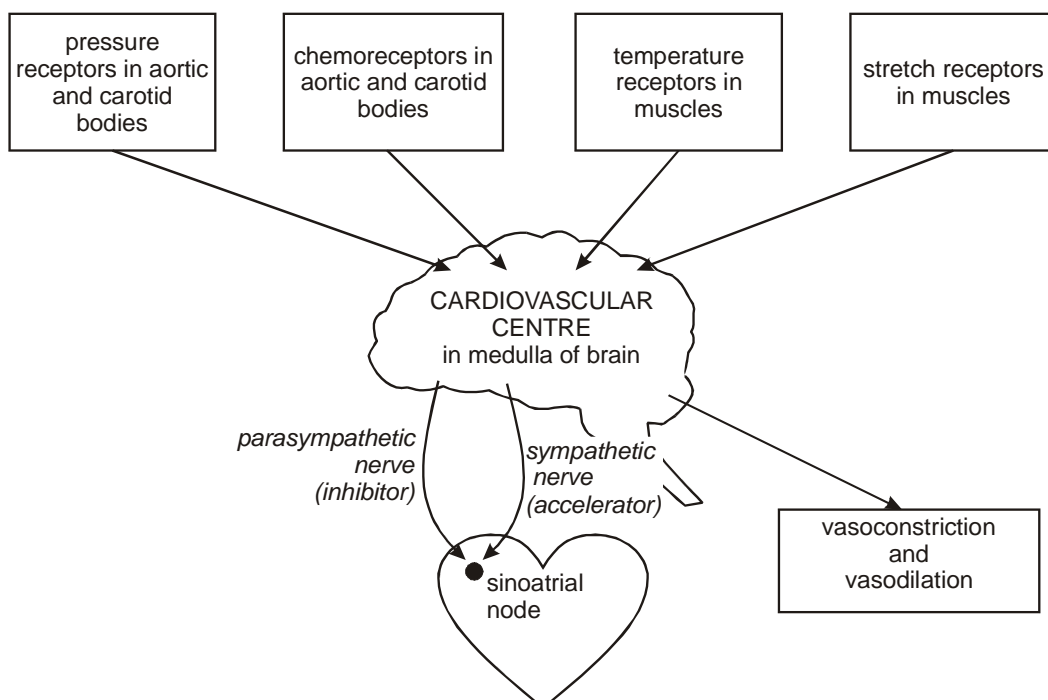 pressure
receptors in aortic
and carotid
bodies
chemoreceptors in
aortic and carotid
bodies
temperature
receptors in
muscles
stretch receptors
in muscles
CARDIOVASCULAR
CENTRE
in medulla of brain
parasympathetic
nerve
(inhibitor)
sympathetic
nerve
(accelerator)
vasoconstriction
and
vasodilation
sinoatrial
node